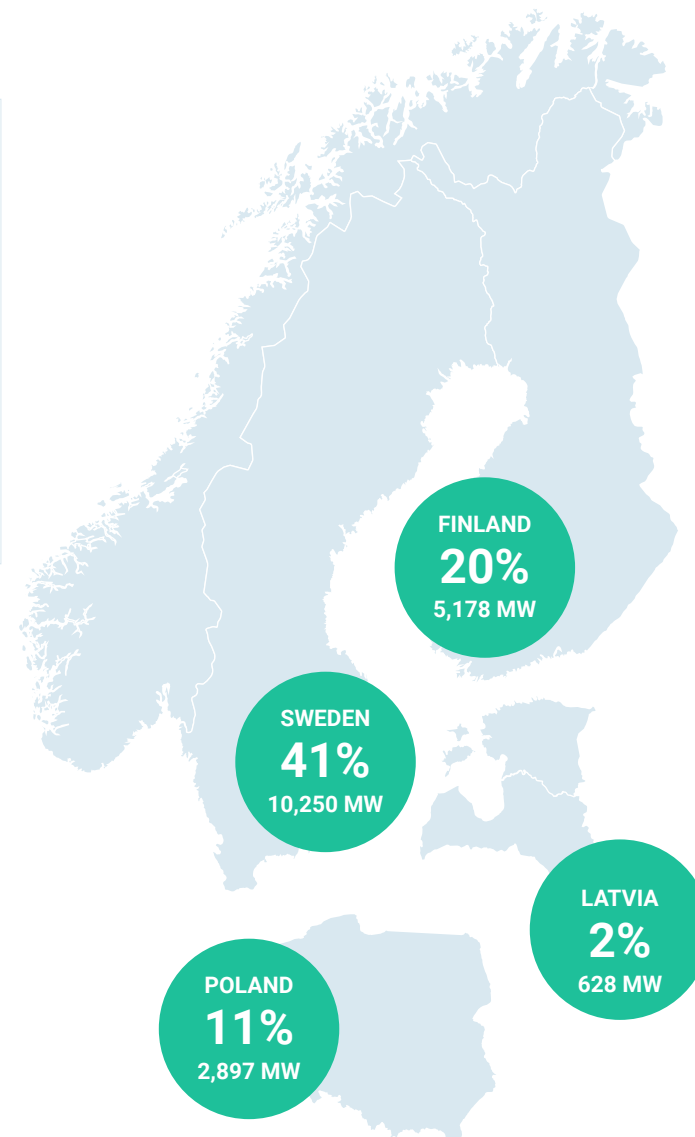 FINLAND
20%
5,178 MW
SWEDEN
41%
10,250 MW
LATVIA
2%
628 MW
POLAND
11%
2,897 MW